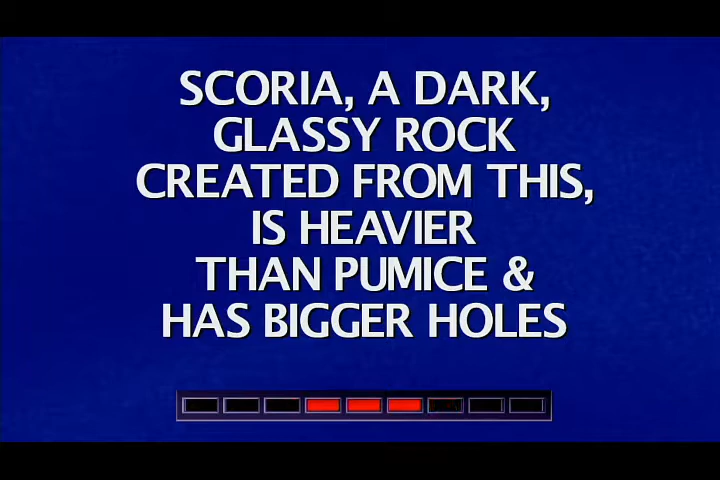 SCORIA, A DARK,
GLASSY ROCK
CREATED FROM THIS,
IS HEAVIER
THAN PUMICE &
HAS BIGGER HOLES